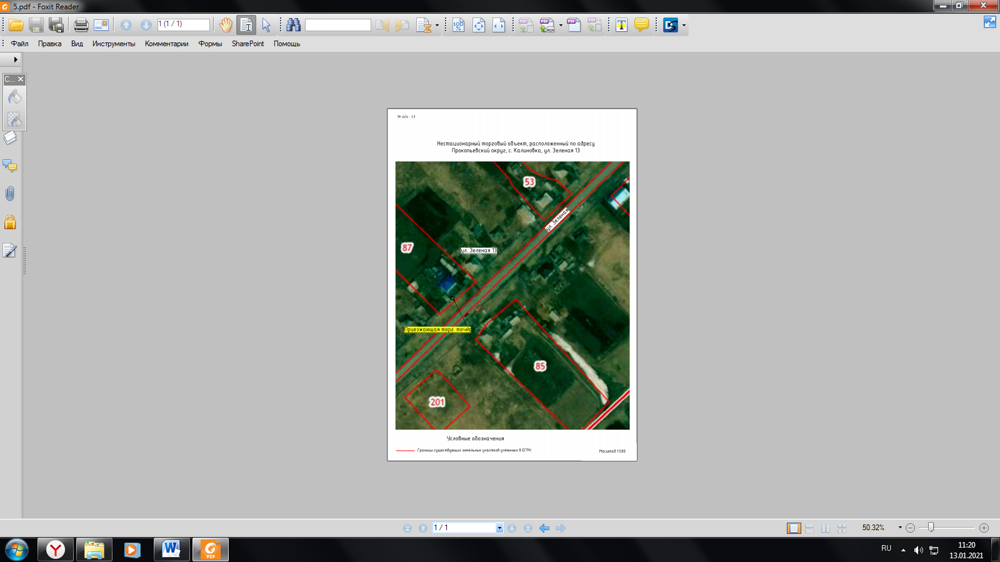 5.pdf - Foxit Reader
1 (1 / 1)
Файл Правка Вид Инструменты Комментарии Формы SharePoint Помощь
С...
№ п/п - 13
Нестационарный торговый объект, расположенный по адресу
Прокопьевский округ, с. Калиновка, ул. Зеленая 13
53
ул. Зеленая
87
ул. Зеленая 13
Приезжающая торг. точка
85
201
Условные обозначения
Границы существующих земельных участков учтенных в ЕГРН
Масштаб 1:500
1 / 1
50.32%
RU
11:20
13.01.2021